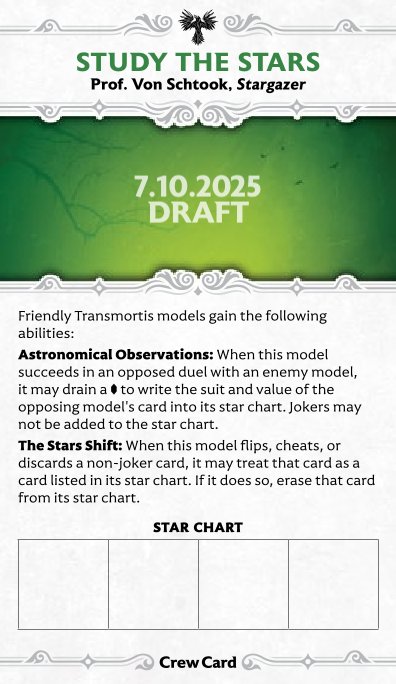 STUDY THE STARS
Prof. Von Schtook, Stargazer
7.10.2025
DRAFT
Friendly Transmortis models gain the following
abilities:
Astronomical Observations: When this model
succeeds in an opposed duel with an enemy model,
it may drain a to write the suit and value of the
opposing model's card into its star chart. Jokers may
not be added to the star chart.
The Stars Shift: When this model flips, cheats, or
discards a non-joker card, it may treat that card as a
card listed in its star chart. If it does so, erase that card
from its star chart.
STAR CHART
Crew Card